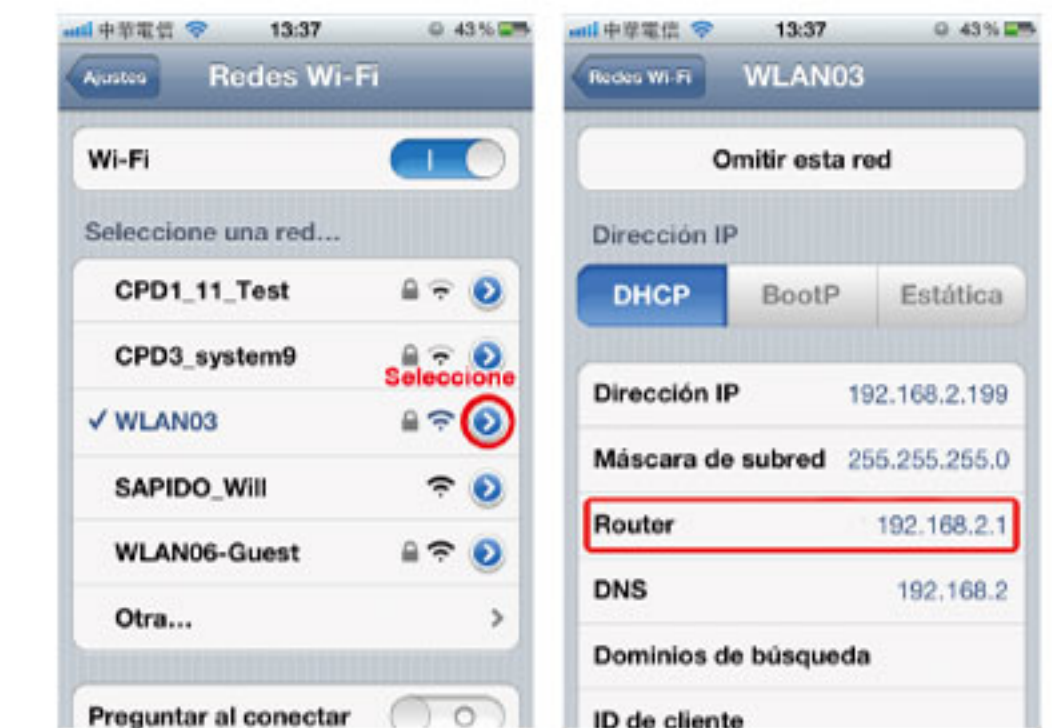 中華電信 13:37 43%
Ajustes Redes Wi-Fi
Wi-Fi
Seleccione una red...
CPD1_11_Test
CPD3_system9
Seleccione
✓ WLAN03
SAPIDO_Will
WLAN06-Guest
Otra...
Preguntar al conectar
中華電信 13:37 43%
Redes Wi-Fi WLAN03
Omitir esta red
Dirección IP
DHCP BootP Estática
Dirección IP 192.168.2.199
Máscara de subred 255.255.255.0
Router 192.168.2.1
DNS 192.168.2
Dominios de búsqueda
ID de cliente